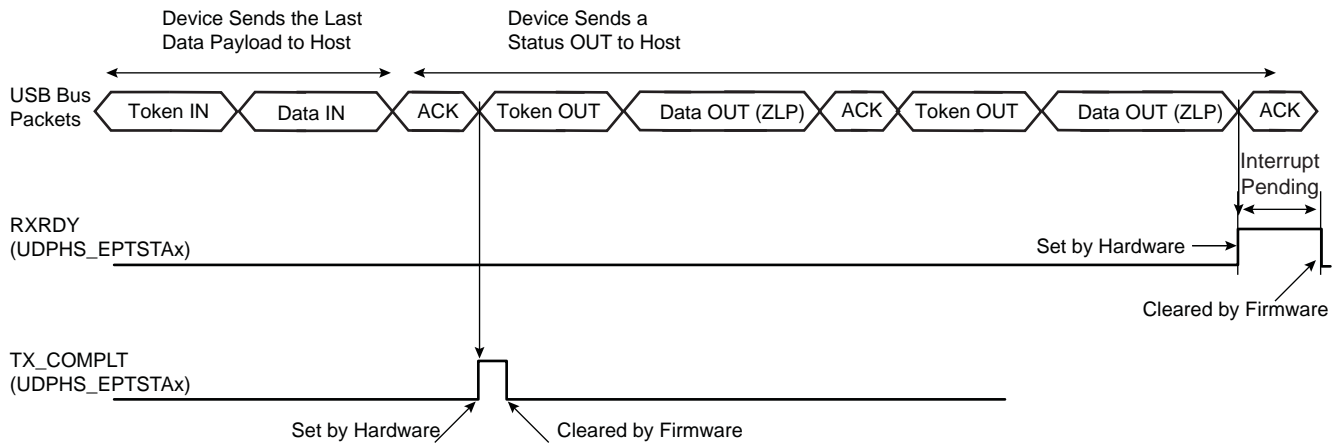 Device Sends the Last
Data Payload to Host
Device Sends a
Status OUT to Host
USB Bus
Packets
Token IN
Data IN
ACK
Token OUT
Data OUT (ZLP)
ACK
Token OUT
Data OUT (ZLP)
ACK
Interrupt
Pending
RXRDY
(UDPHS_EPTSTAx)
Set by Hardware
Cleared by Firmware
TX_COMPLT
(UDPHS_EPTSTAx)
Set by Hardware
Cleared by Firmware